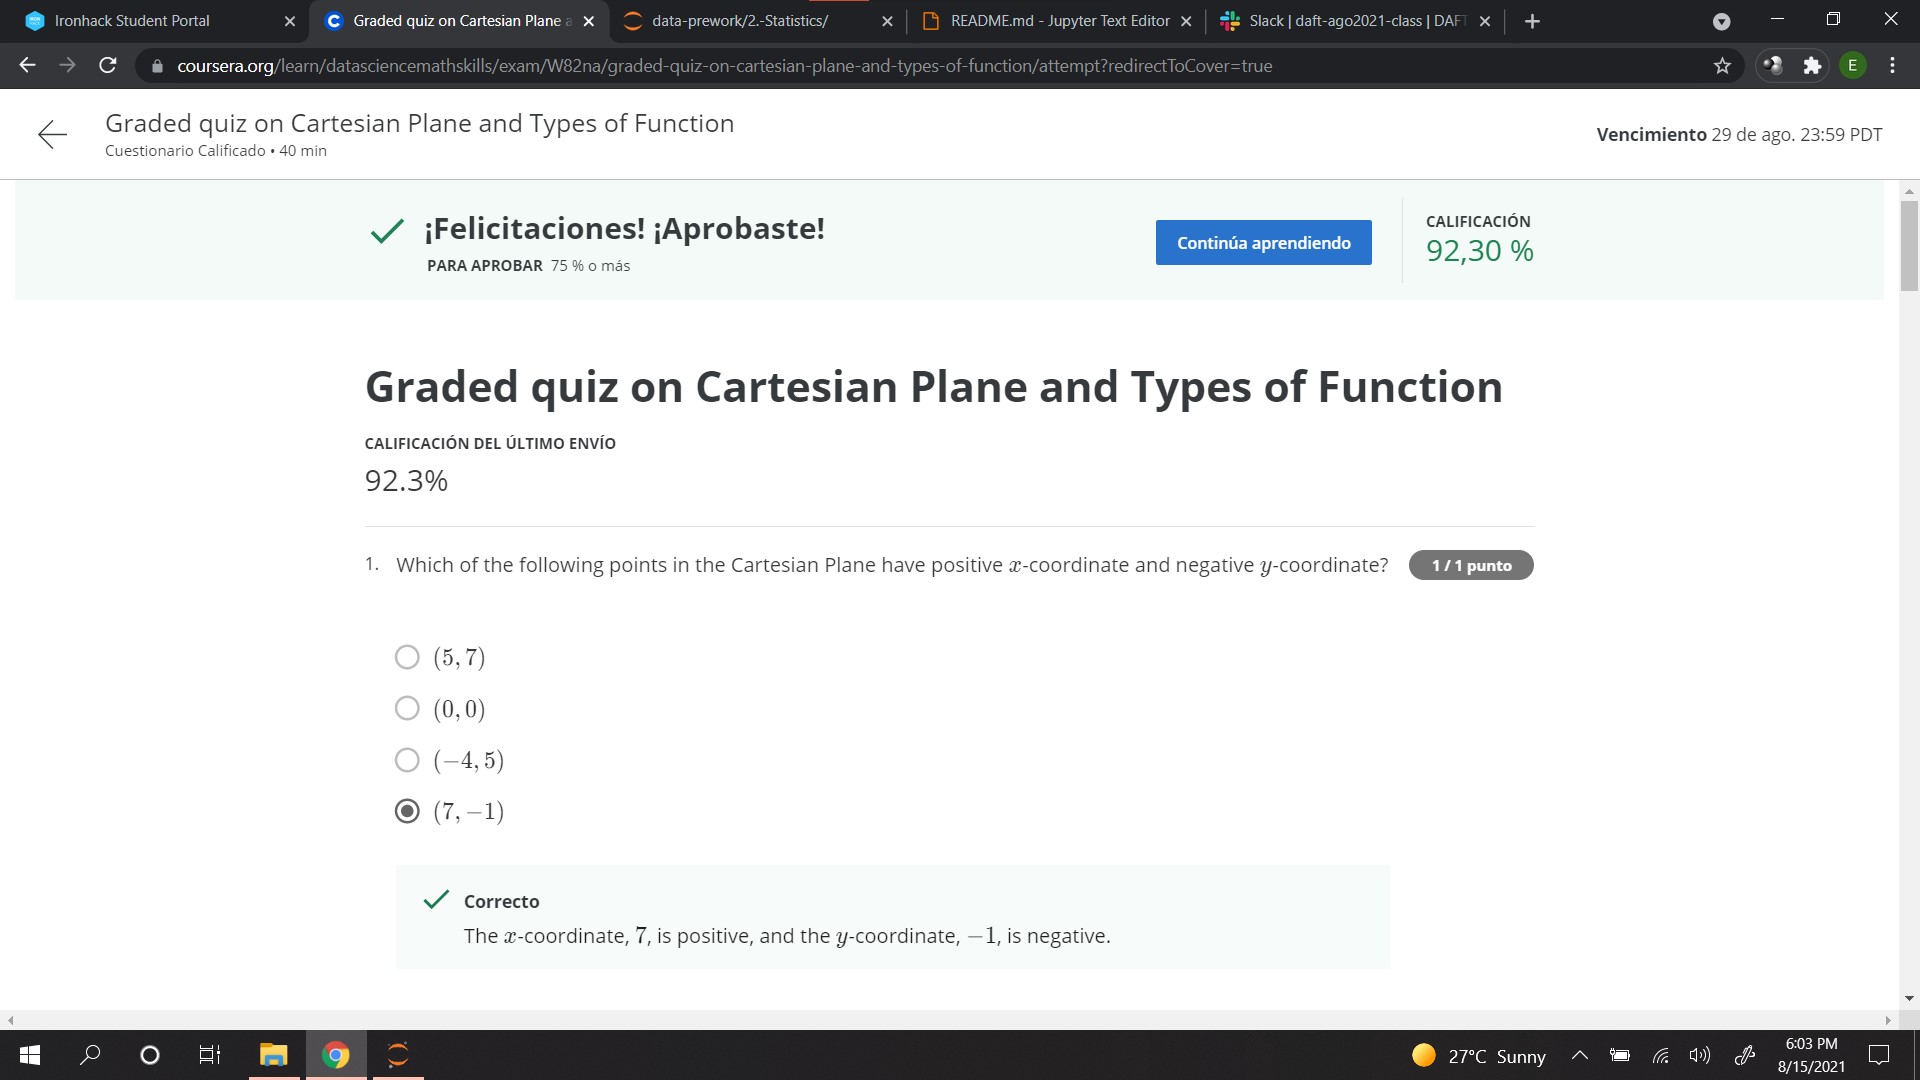 Ironhack Student Portal
Graded quiz on Cartesian Plane a
data-prework/2.-Statistics/
README.md - Jupyter Text Editor
Slack | daft-ago2021-class | DAFT
coursera.org/learn/datasciencemathskills/exam/W82na/graded-quiz-on-cartesian-plane-and-types-of-function/attempt?redirectToCover=true
E
Graded quiz on Cartesian Plane and Types of Function
Cuestionario Calificado • 40 min
Vencimiento 29 de ago. 23:59 PDT
¡Felicitaciones! ¡Aprobaste!
PARA APROBAR 75 % o más
Continúa aprendiendo
CALIFICACIÓN
92,30 %
Graded quiz on Cartesian Plane and Types of Function
CALIFICACIÓN DEL ÚLTIMO ENVÍO
92.3%
1. Which of the following points in the Cartesian Plane have positive x-coordinate and negative y-coordinate?
1 / 1 punto
(5, 7)
(0, 0)
(−4, 5)
(7, −1)
Correcto
The x-coordinate, 7, is positive, and the y-coordinate, −1, is negative.
27°C Sunny
6:03 PM
8/15/2021